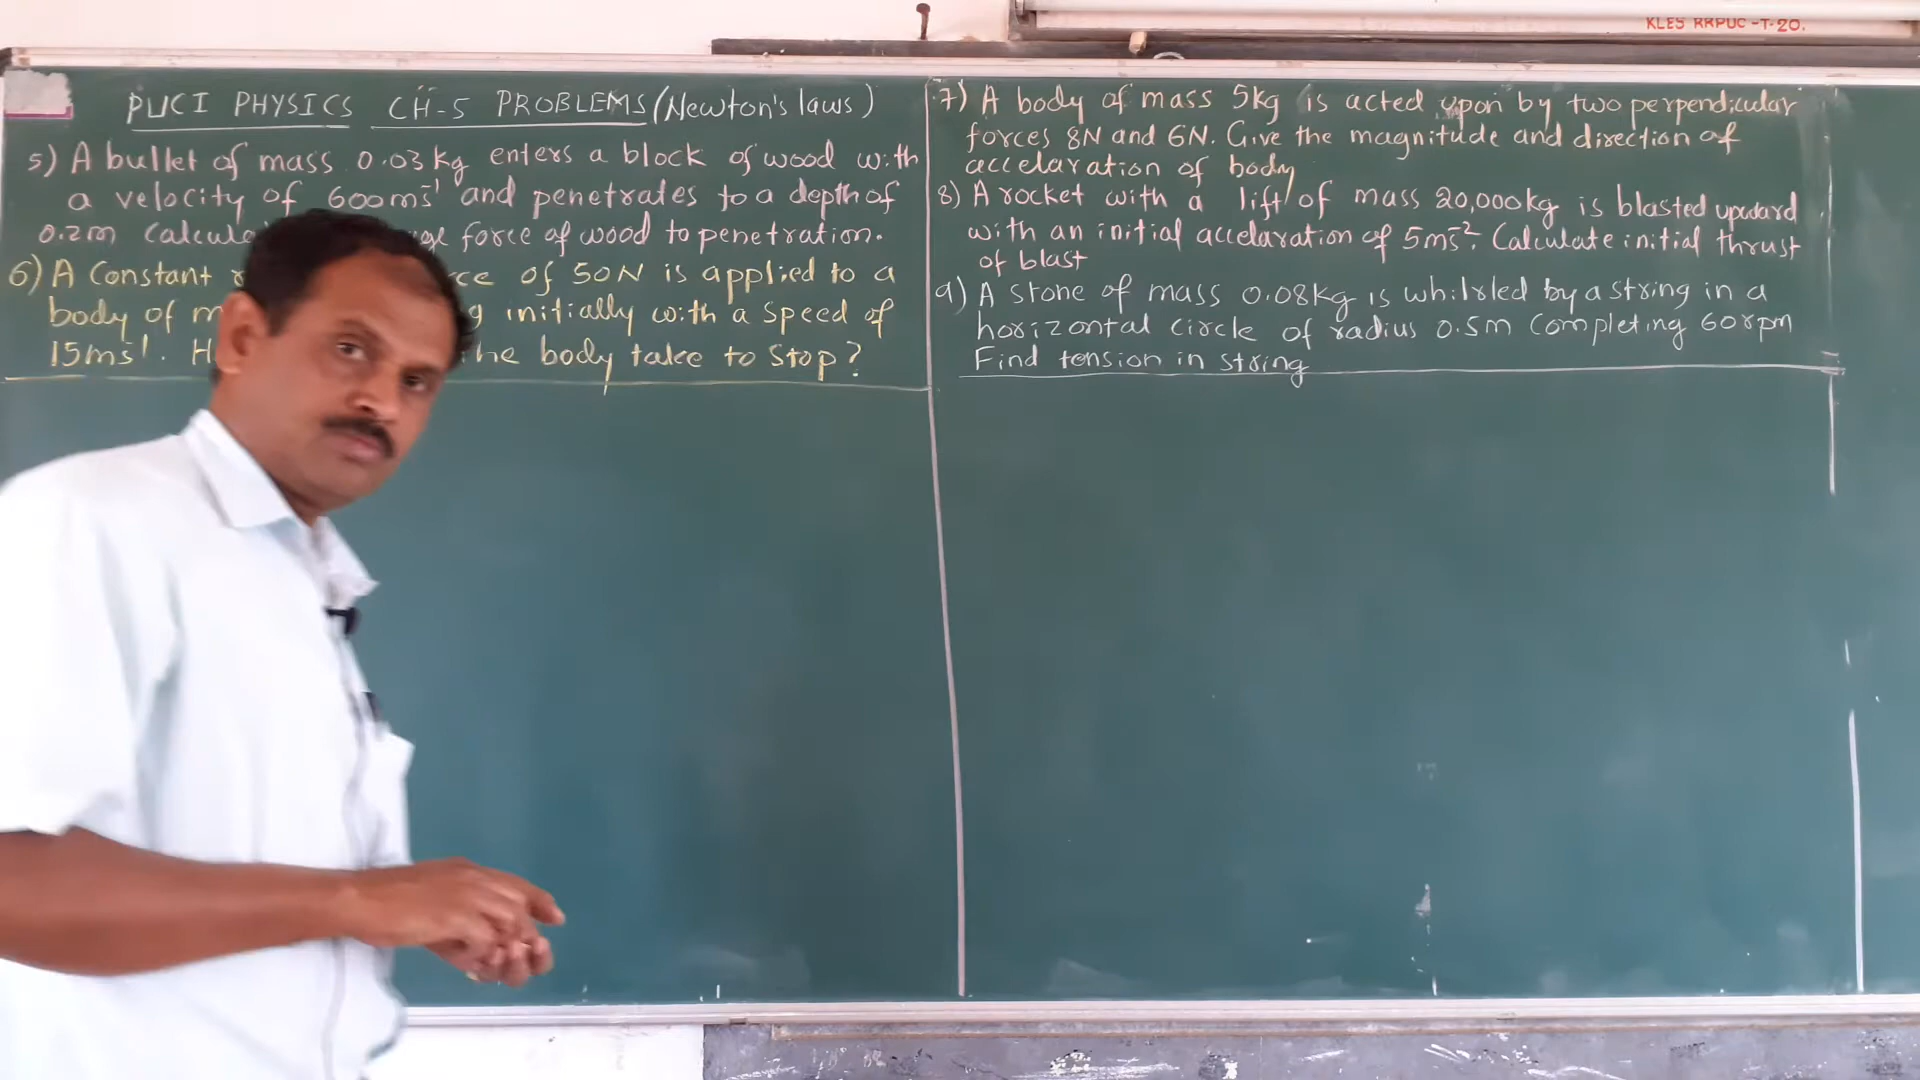 KLES RRPUC -T-20.
PUCI PHYSICS CH-5 PROBLEMS (Newton's laws)
5) A bullet of mass 0.03 kg enters a block of wood with
a velocity of 600ms⁻¹ and penetrates to a depth of
0.2m force of wood to penetration.
6) A Constant of 50N is applied to a
body of initially with a speed of
15ms⁻¹. the body take to stop?
7) A body of mass 5kg is acted upon by two perpendicular
forces 8N and 6N. Give the magnitude and direction of
accelaration of body
8) A rocket with a lift of mass 20,000kg is blasted upward
with an initial accelaration of 5ms⁻². Calculate initial thrust
of blast
9) A stone of mass 0.08kg is whilrled by a string in a
horizontal circle of radius 0.5m completing 60rpm
Find tension in string